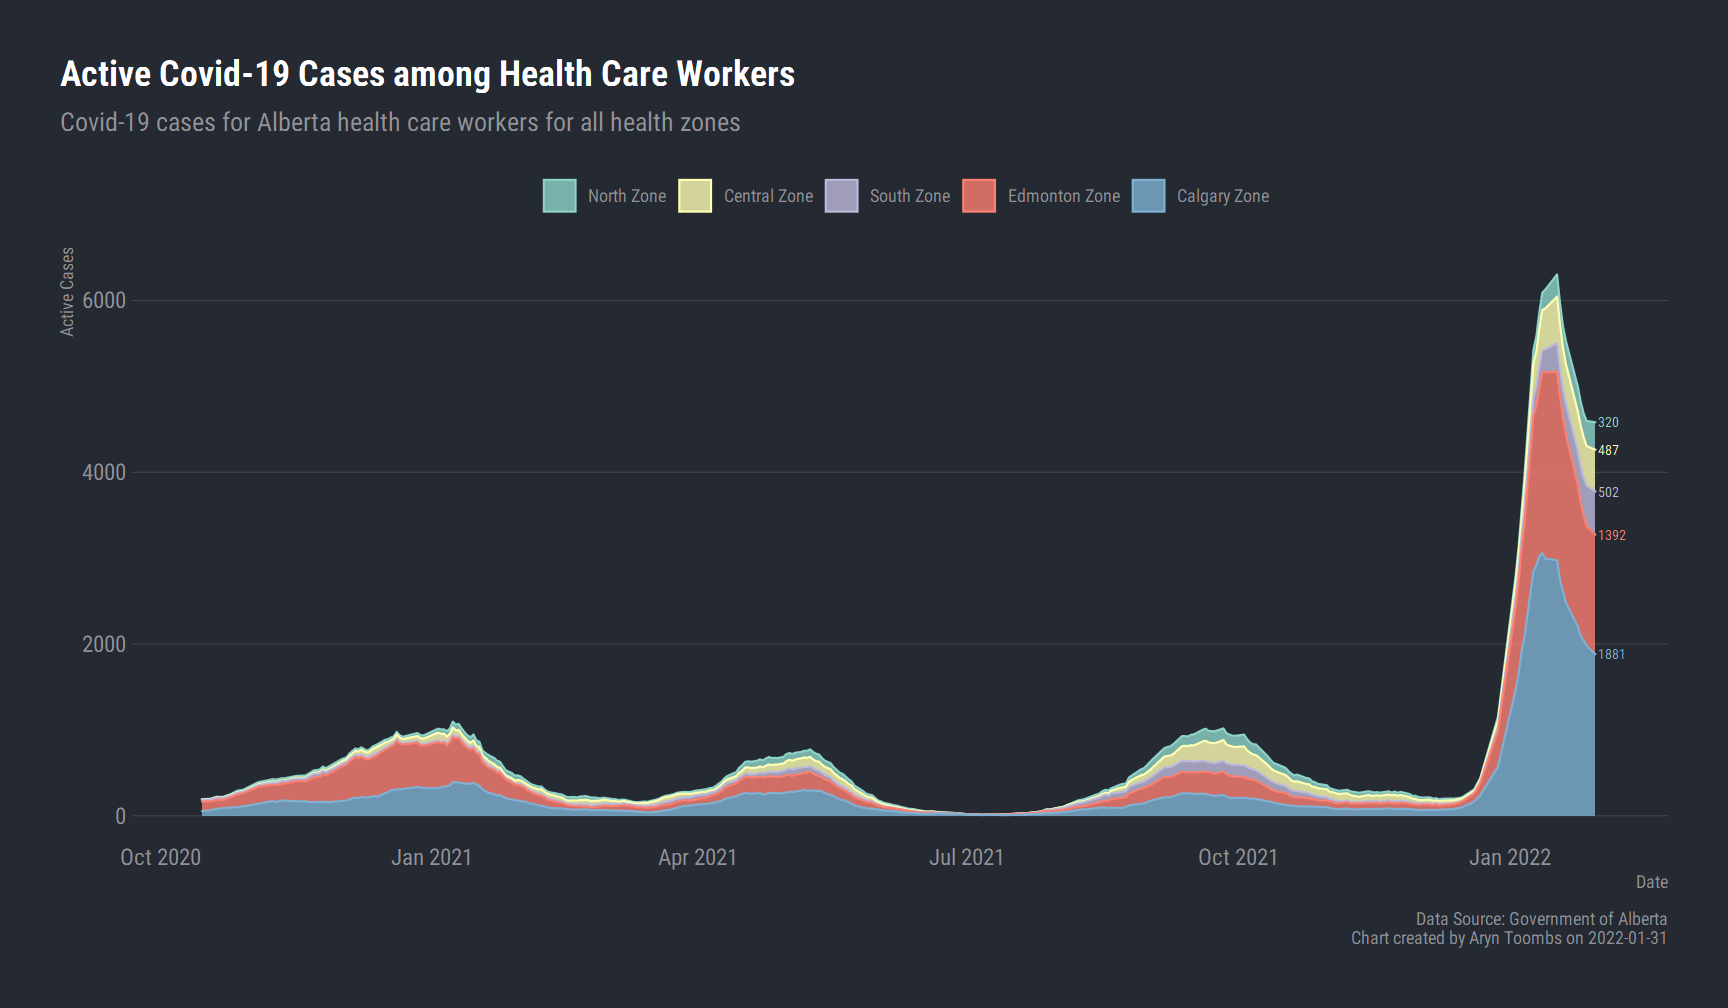 Active Covid-19 Cases among Health Care Workers
Covid-19 cases for Alberta health care workers for all health zones
North Zone Central Zone South Zone Edmonton Zone Calgary Zone
Active Cases
6000
4000
2000
0
320
487
502
1392
1881
Oct 2020 Jan 2021 Apr 2021 Jul 2021 Oct 2021 Jan 2022
Date
Data Source: Government of Alberta
Chart created by Aryn Toombs on 2022-01-31